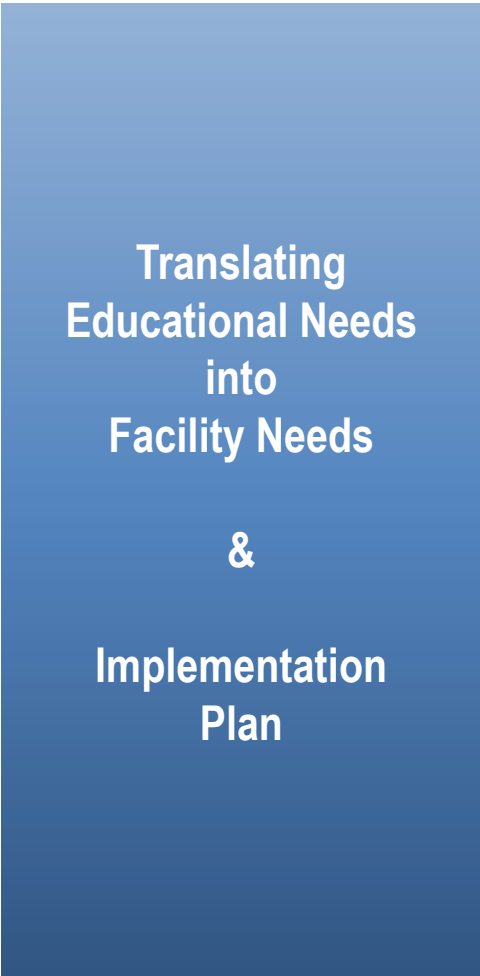 Translating
Educational Needs
into
Facility Needs
&
Implementation
Plan